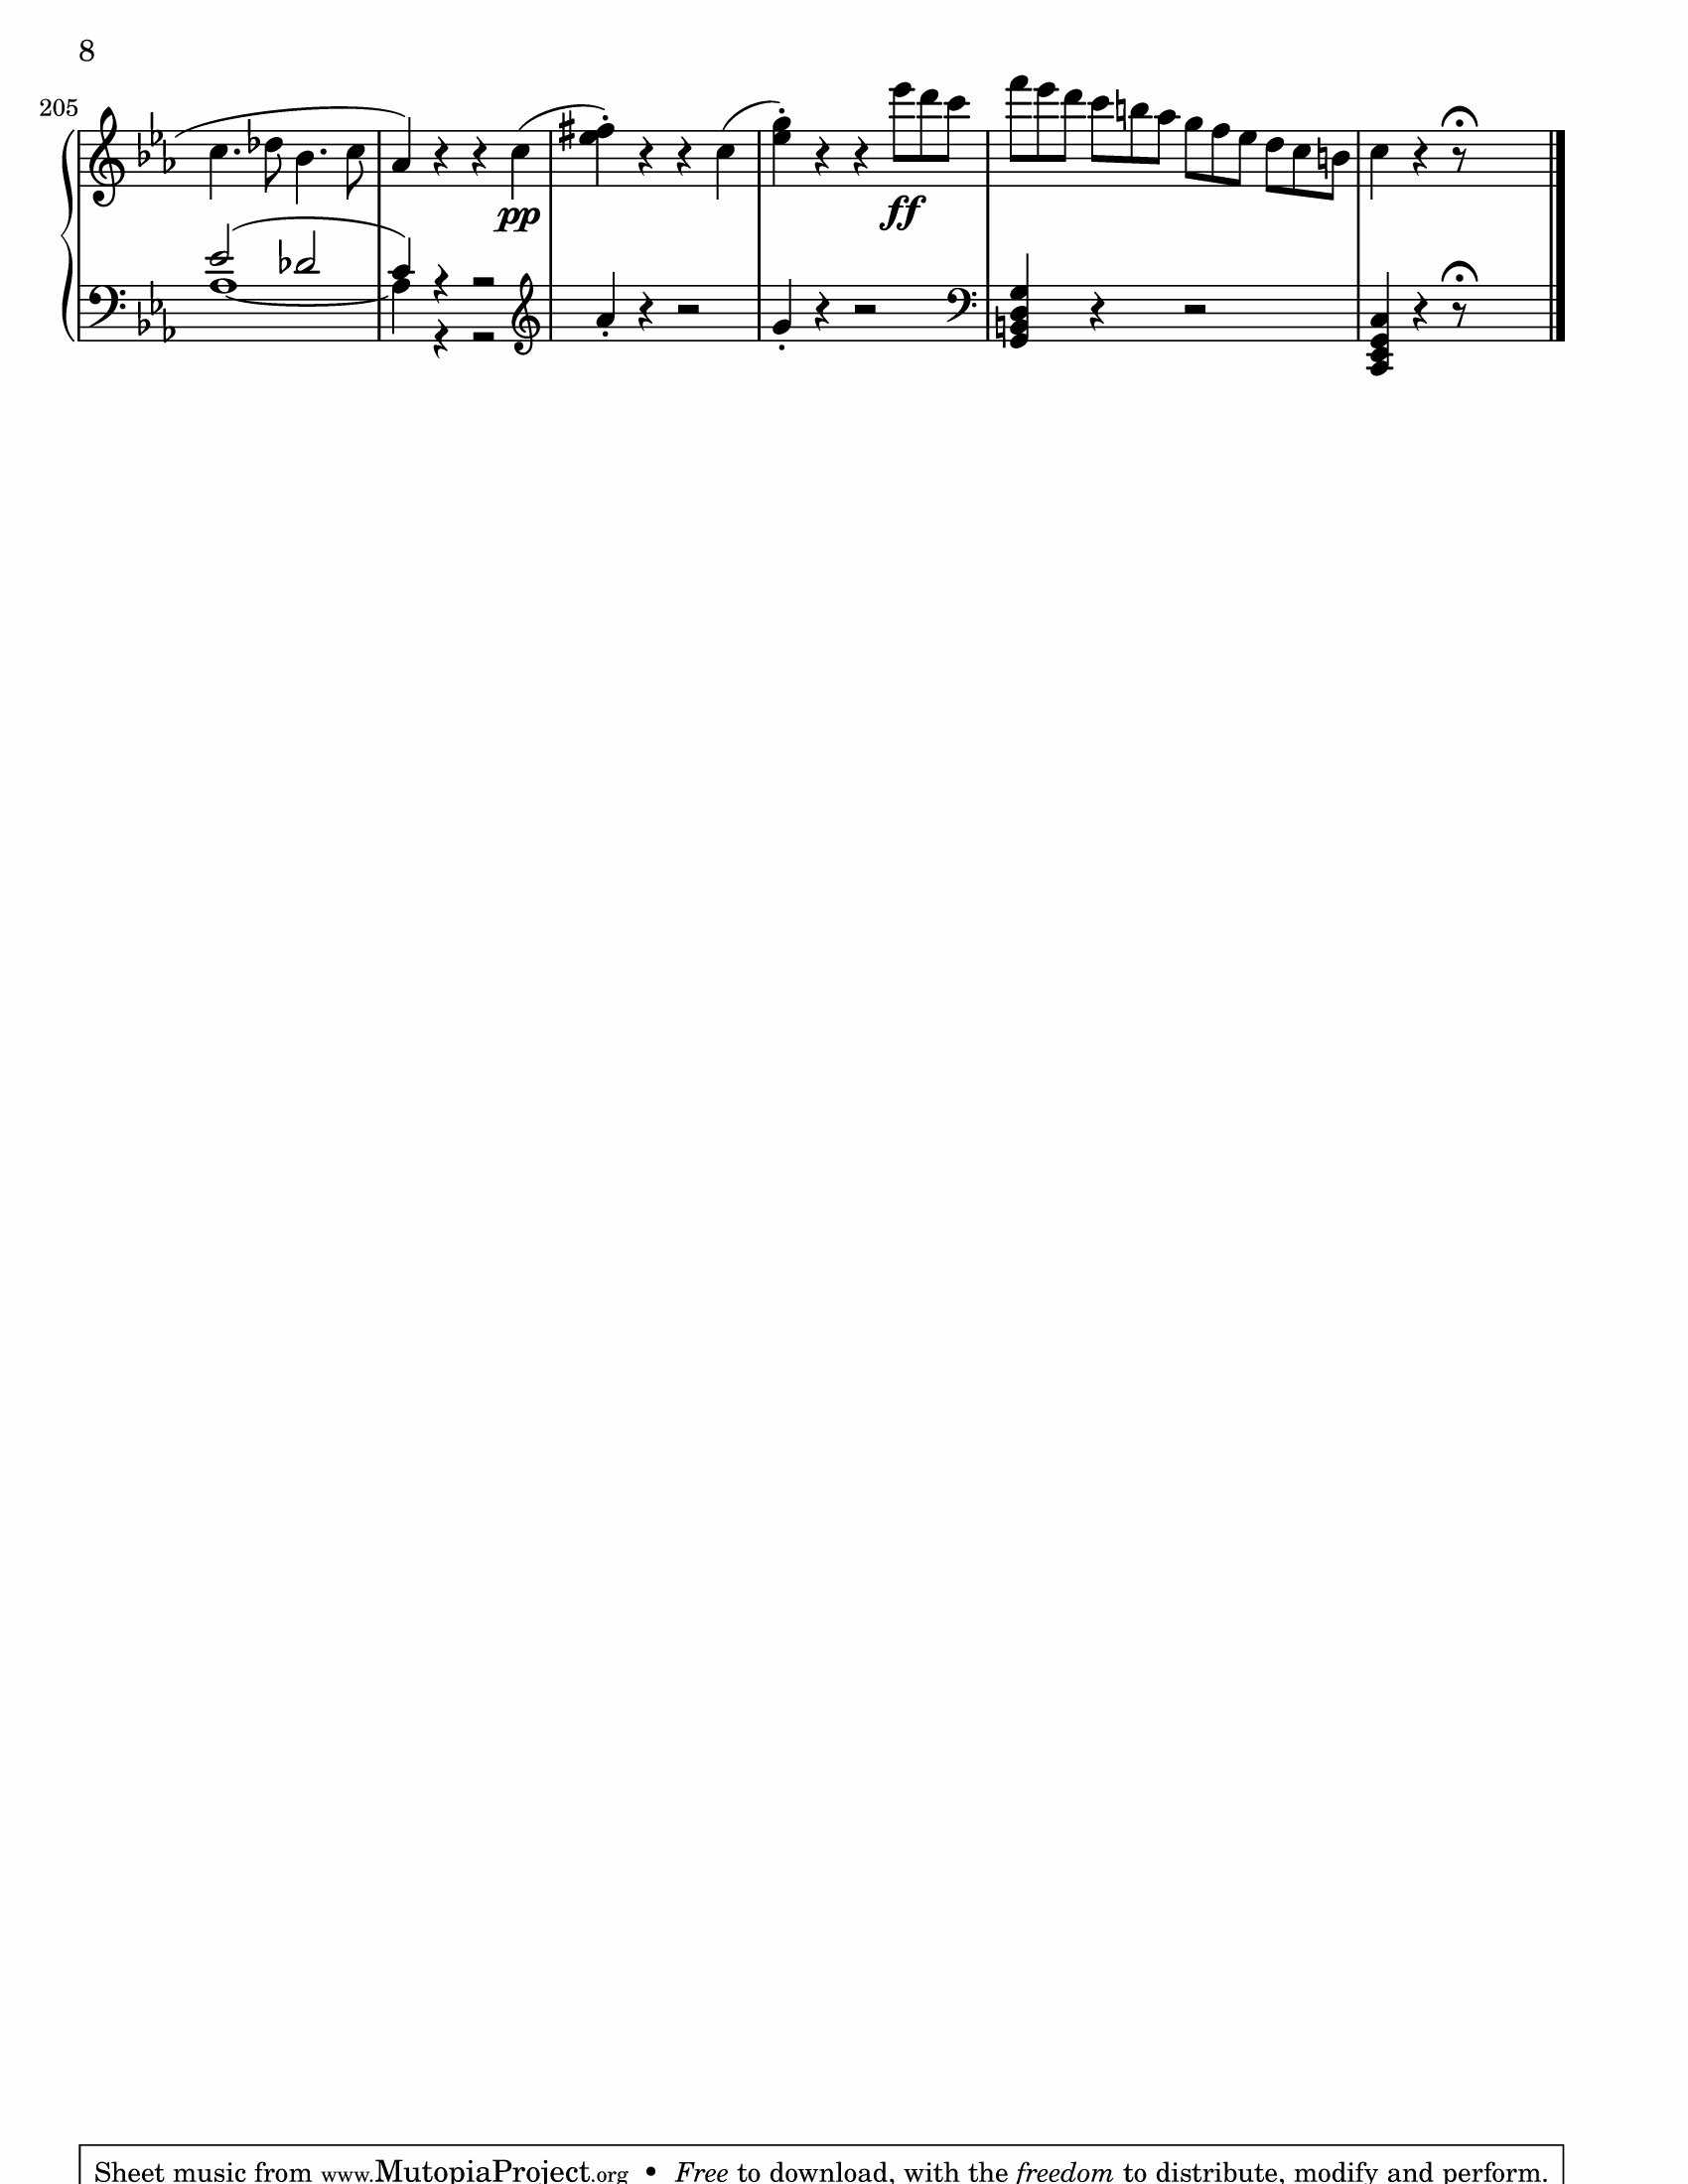 8
205
pp
ff
Sheet music from www.MutopiaProject.org • Free to download, with the freedom to distribute, modify and perform.